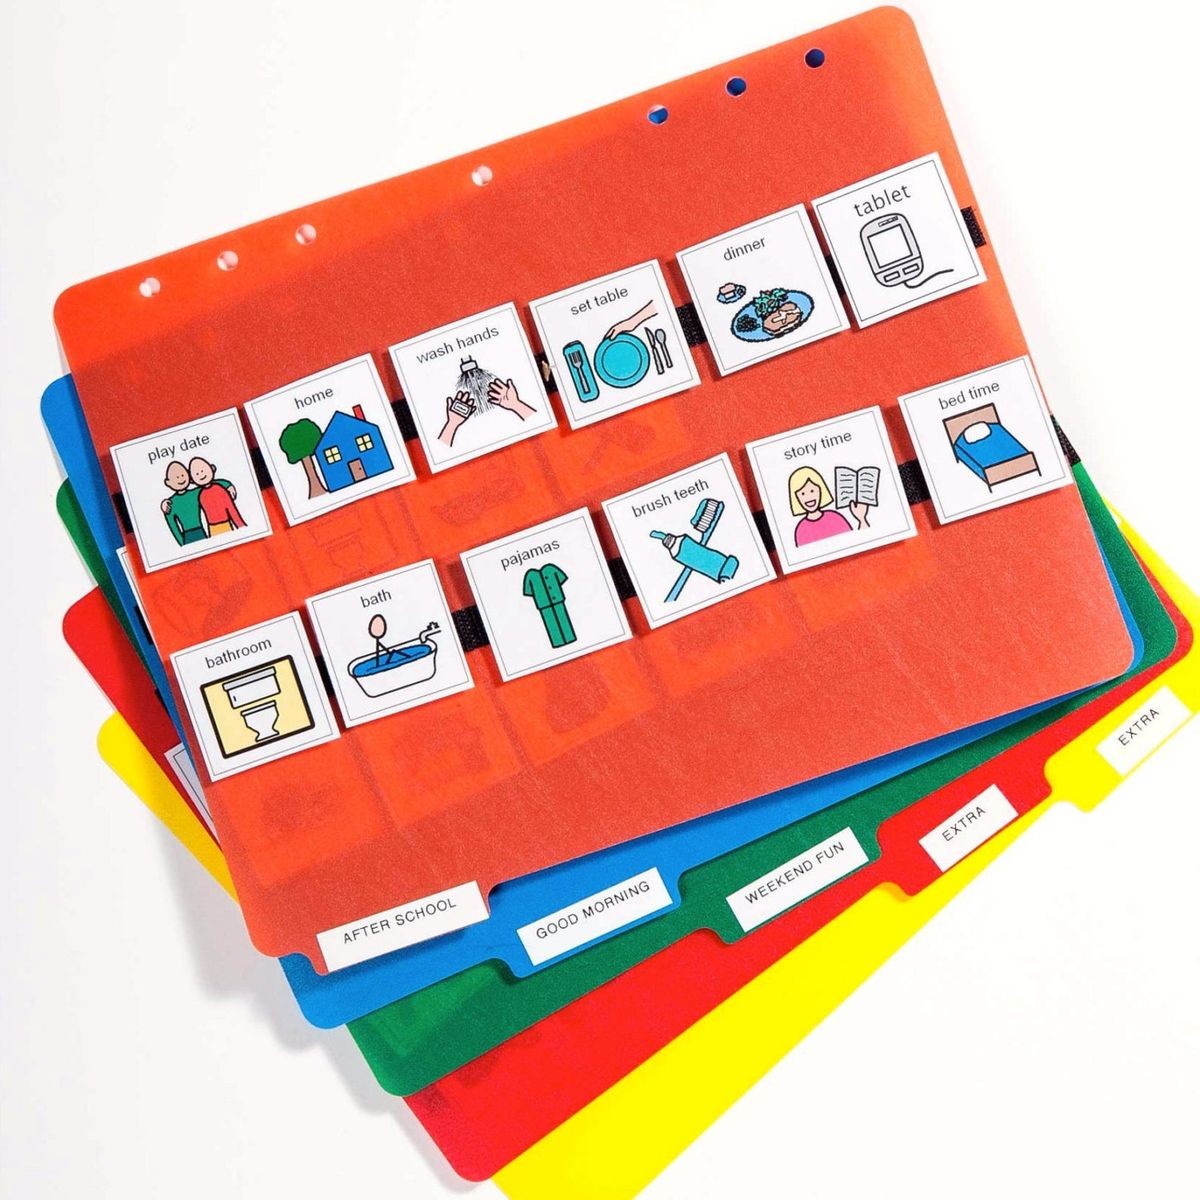 play date
home
wash hands
set table
dinner
tablet
bathroom
bath
pajamas
brush teeth
story time
bed time
AFTER SCHOOL
GOOD MORNING
WEEKEND FUN
EXTRA
EXTRA